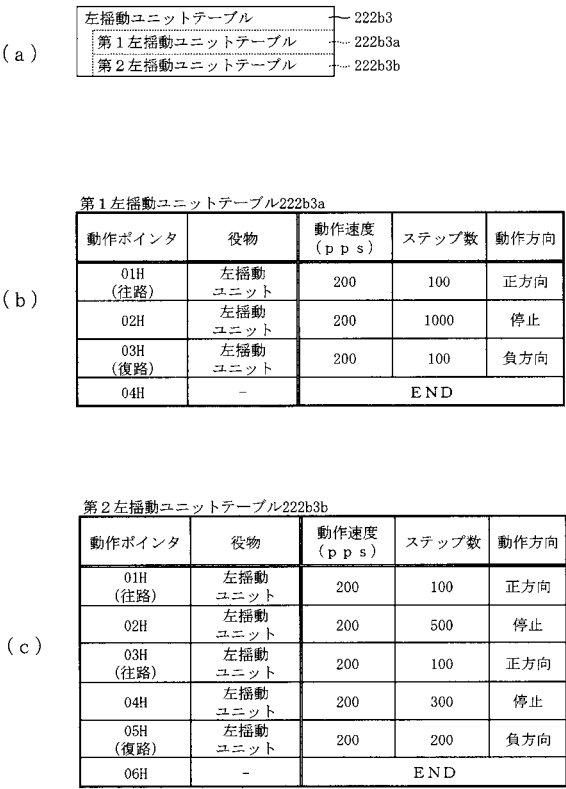 (a)
左揺動ユニットテーブル 222b3
第1左揺動ユニットテーブル 222b3a
第2左揺動ユニットテーブル 222b3b
(b)
第1左揺動ユニットテーブル222b3a
動作ポインタ 役物 動作速度(pps) ステップ数 動作方向
01H(往路) 左揺動ユニット 200 100 正方向
02H 左揺動ユニット 200 1000 停止
03H(復路) 左揺動ユニット 200 100 負方向
04H - END
(c)
第2左揺動ユニットテーブル222b3b
動作ポインタ 役物 動作速度(pps) ステップ数 動作方向
01H(往路) 左揺動ユニット 200 100 正方向
02H 左揺動ユニット 200 500 停止
03H(往路) 左揺動ユニット 200 100 正方向
04H 左揺動ユニット 200 300 停止
05H(復路) 左揺動ユニット 200 200 負方向
06H - END